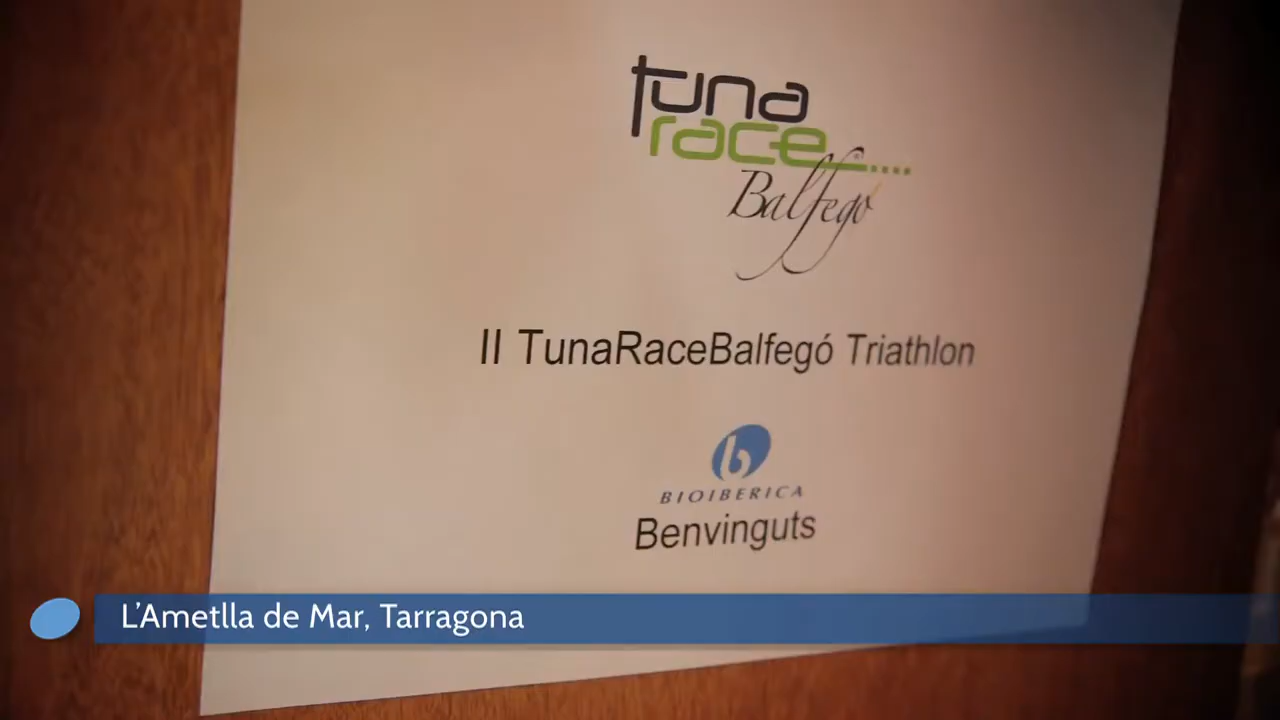 tuna
race
Balfegó
II TunaRaceBalfegó Triathlon
b
BIOIBERICA
Benvinguts
L'Ametlla de Mar, Tarragona